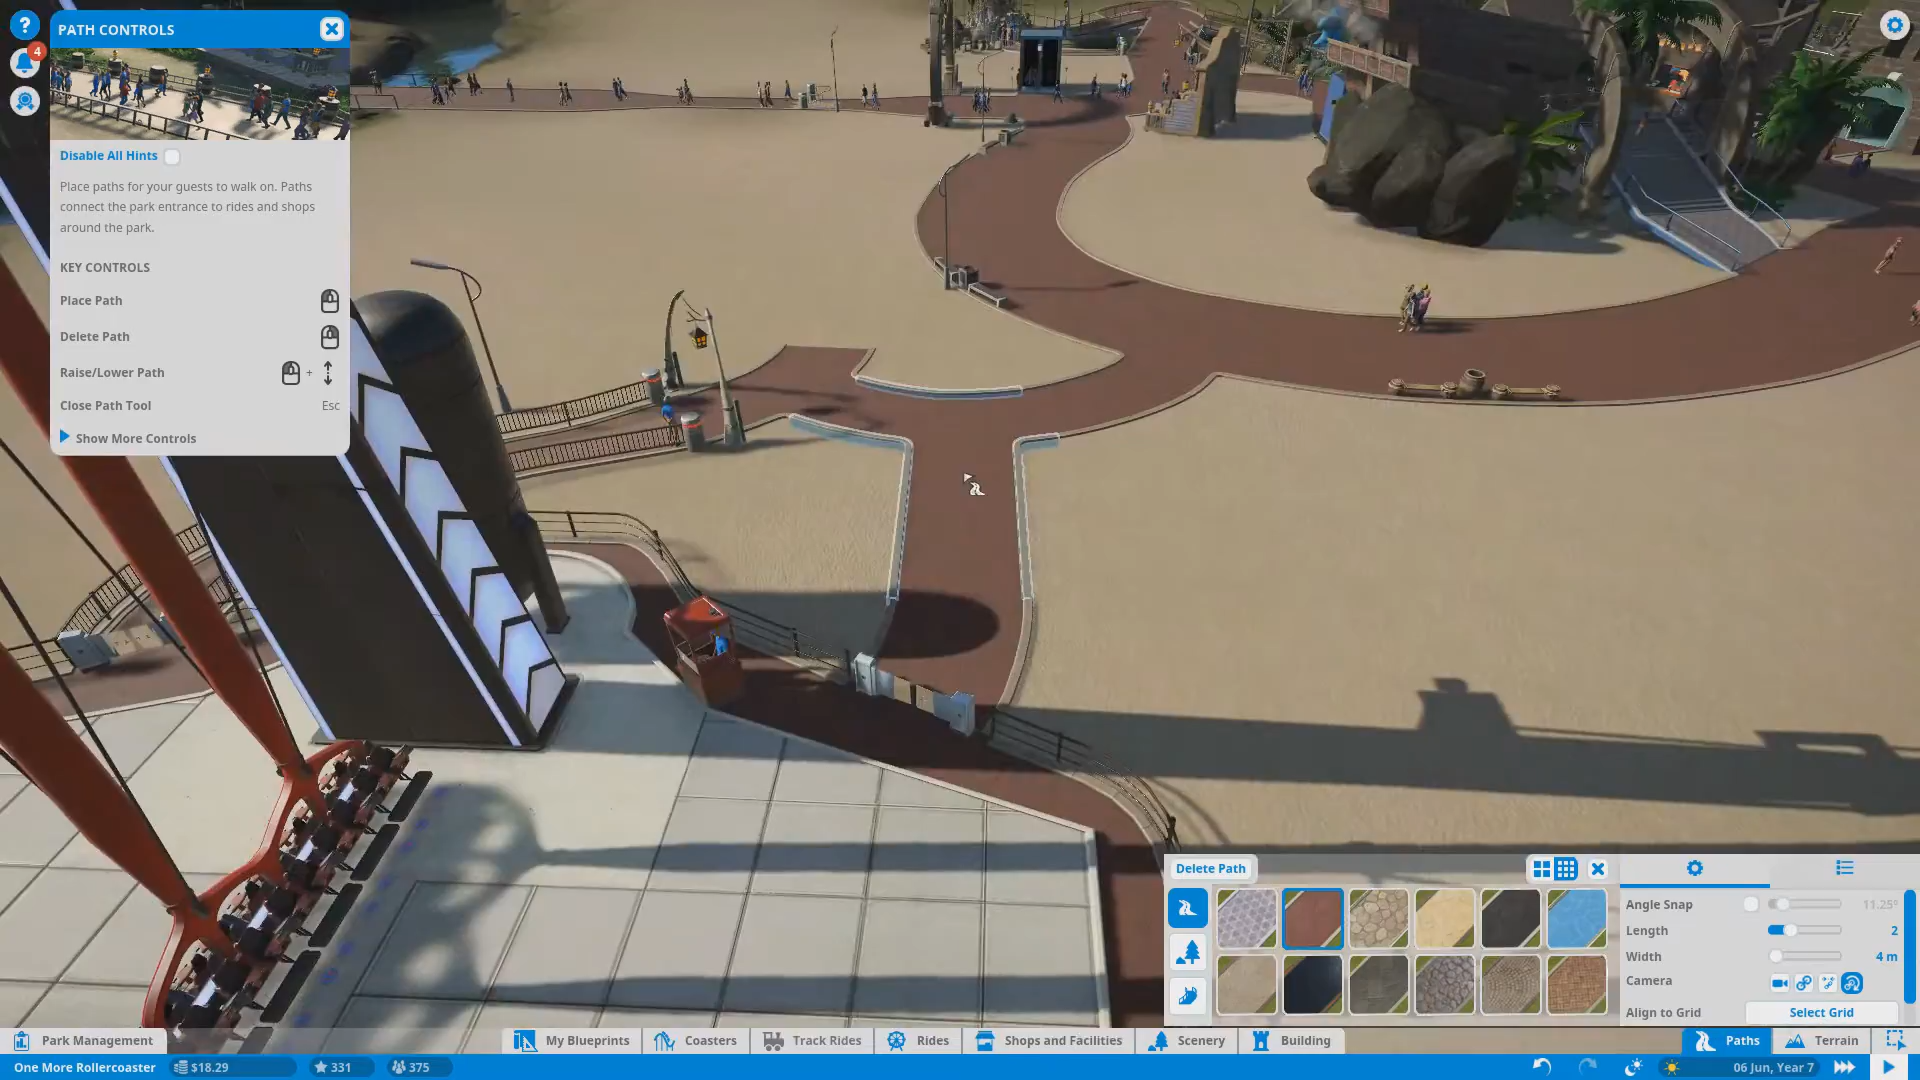 ?
PATH CONTROLS
4
Disable All Hints
Place paths for your guests to walk on. Paths
connect the park entrance to rides and shops
around the park.
KEY CONTROLS
Place Path
Delete Path
Raise/Lower Path
+
Close Path Tool Esc
Show More Controls
Delete Path
Angle Snap 11.25°
Length 2
Width 4 m
Camera
Align to Grid Select Grid
Park Management
My Blueprints
Coasters
Track Rides
Rides
Shops and Facilities
Scenery
Building
Paths
Terrain
One More Rollercoaster
$18.29
331
375
06 Jun, Year 7